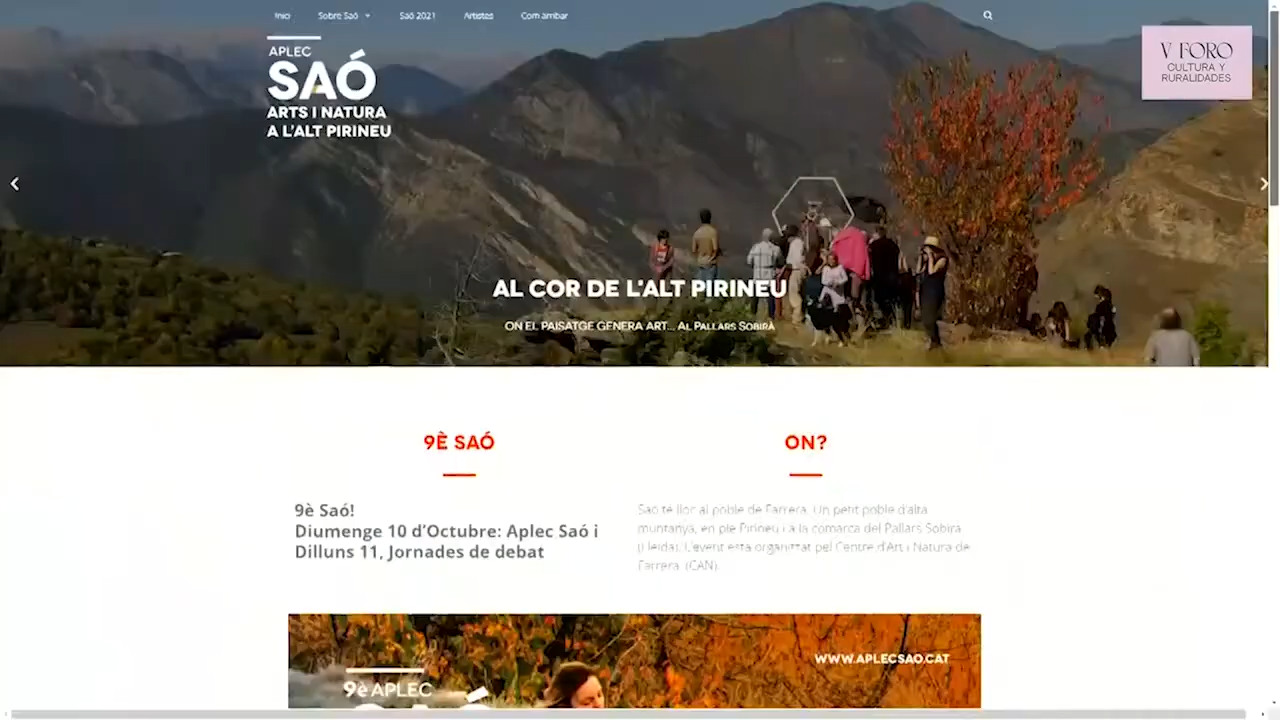 Inici
Sobre Saó
Saó 2021
Artistes
Com arribar
APLEC
SAÓ
ARTS I NATURA
A L'ALT PIRINEU
V FORO
CULTURA Y
RURALIDADES
AL COR DE L'ALT PIRINEU
ON EL PAISATGE GENERA ART... AL PALLARS SOBIRÀ
9È SAÓ
9è Saó!
Diumenge 10 d'Octubre: Aplec Saó i
Dilluns 11, Jornades de debat
ON?
Saó té lloc al poble de Farrera. Un petit poble d'alta
muntanya, en ple Pirineu i a la comarca del Pallars Sobirà
(Lleida). L'event està organitzat pel Centre d'Art i Natura de
Farrera. (CAN).
WWW.APLECSAO.CAT
9è APLEC